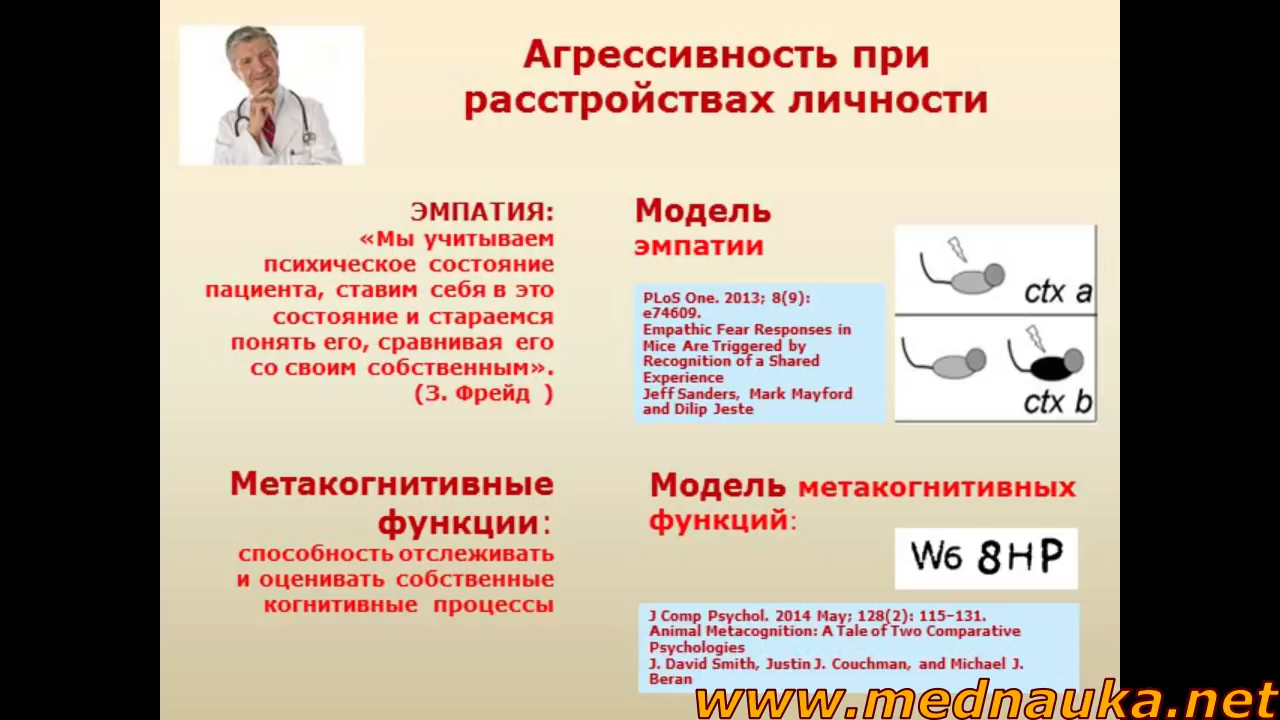 Агрессивность при
расстройствах личности
ЭМПАТИЯ:
«Мы учитываем
психическое состояние
пациента, ставим себя в это
состояние и стараемся
понять его, сравнивая его
со своим собственным».
(З. Фрейд )
Модель
эмпатии
PLoS One. 2013; 8(9):
e74609.
Empathic Fear Responses in
Mice Are Triggered by
Recognition of a Shared
Experience
Jeff Sanders, Mark Mayford
and Dilip Jeste
ctx a
ctx b
Метакогнитивные
функции:
способность отслеживать
и оценивать собственные
когнитивные процессы
Модель метакогнитивных
функций:
W6 8HP
J Comp Psychol. 2014 May; 128(2): 115–131.
Animal Metacognition: A Tale of Two Comparative
Psychologies
J. David Smith, Justin J. Couchman, and Michael J.
Beran
www.mednauka.net